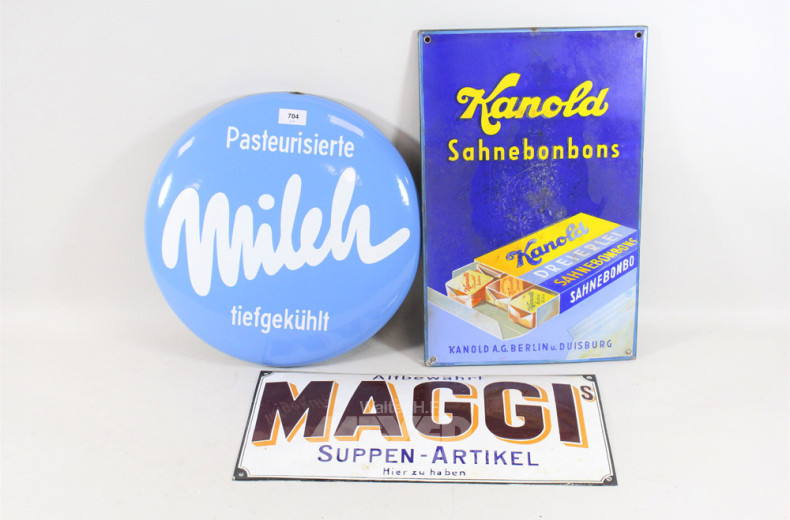 704
Pasteurisierte
Milch
tiefgekühlt
Kanold
Sahnebonbons
Kanold
DREIERLEI
SAHNEBONBONS
SAHNEBONBO
KANOLD A.G. BERLIN u. DUISBURG
Altbewährt
MAGGIS
SUPPEN-ARTIKEL
Hier zu haben